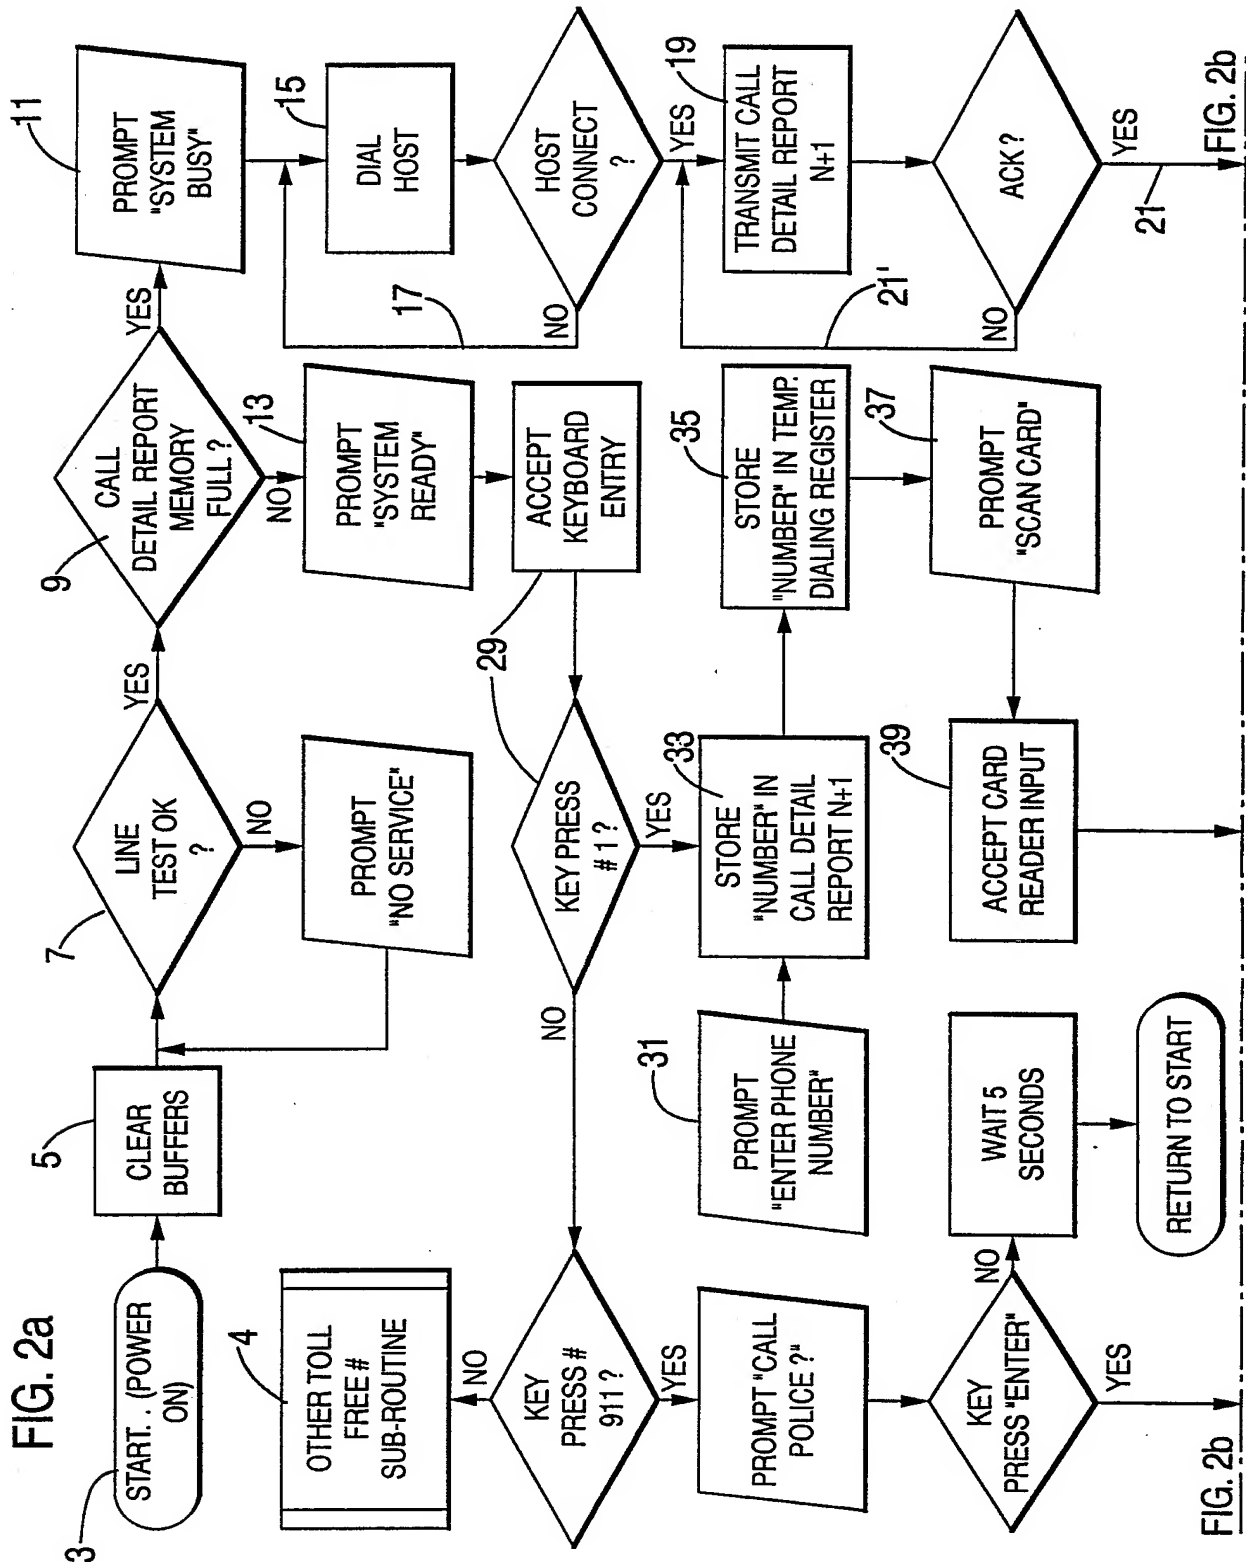 FIG. 2a
3
START. . (POWER
ON)
5
CLEAR
BUFFERS
7
LINE
TEST OK
?
YES
NO
PROMPT
"NO SERVICE"
9
CALL
DETAIL REPORT
MEMORY
FULL ?
YES
NO
11
PROMPT
"SYSTEM
BUSY"
13
PROMPT
"SYSTEM
READY"
15
DIAL
HOST
17
HOST
CONNECT
?
NO
YES
19
TRANSMIT CALL
DETAIL REPORT
N+1
21'
ACK?
NO
YES
21
FIG. 2b
ACCEPT
KEYBOARD
ENTRY
29
KEY PRESS
# 1 ?
NO
YES
4
OTHER TOLL
FREE #
SUB-ROUTINE
NO
KEY
PRESS #
911 ?
YES
PROMPT "CALL
POLICE ?"
KEY
PRESS "ENTER"
NO
YES
WAIT 5
SECONDS
RETURN TO START
31
PROMPT
"ENTER PHONE
NUMBER"
33
STORE
"NUMBER" IN
CALL DETAIL
REPORT N+1
35
STORE
"NUMBER" IN TEMP.
DIALING REGISTER
37
PROMPT
"SCAN CARD"
39
ACCEPT CARD
READER INPUT
FIG. 2b